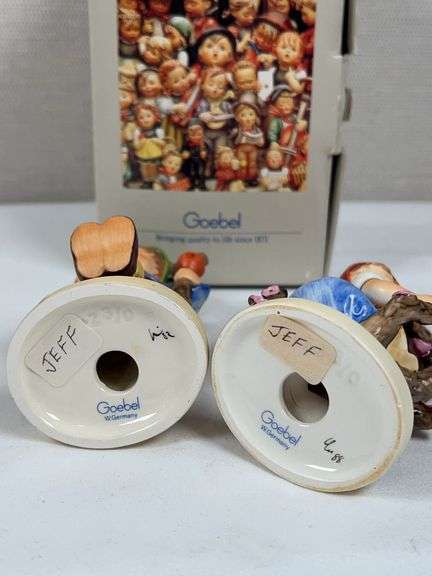 Goebel
Bringing quality to life since 1871
JEFF
Goebel
W.Germany
JEFF
Goebel
W.Germany